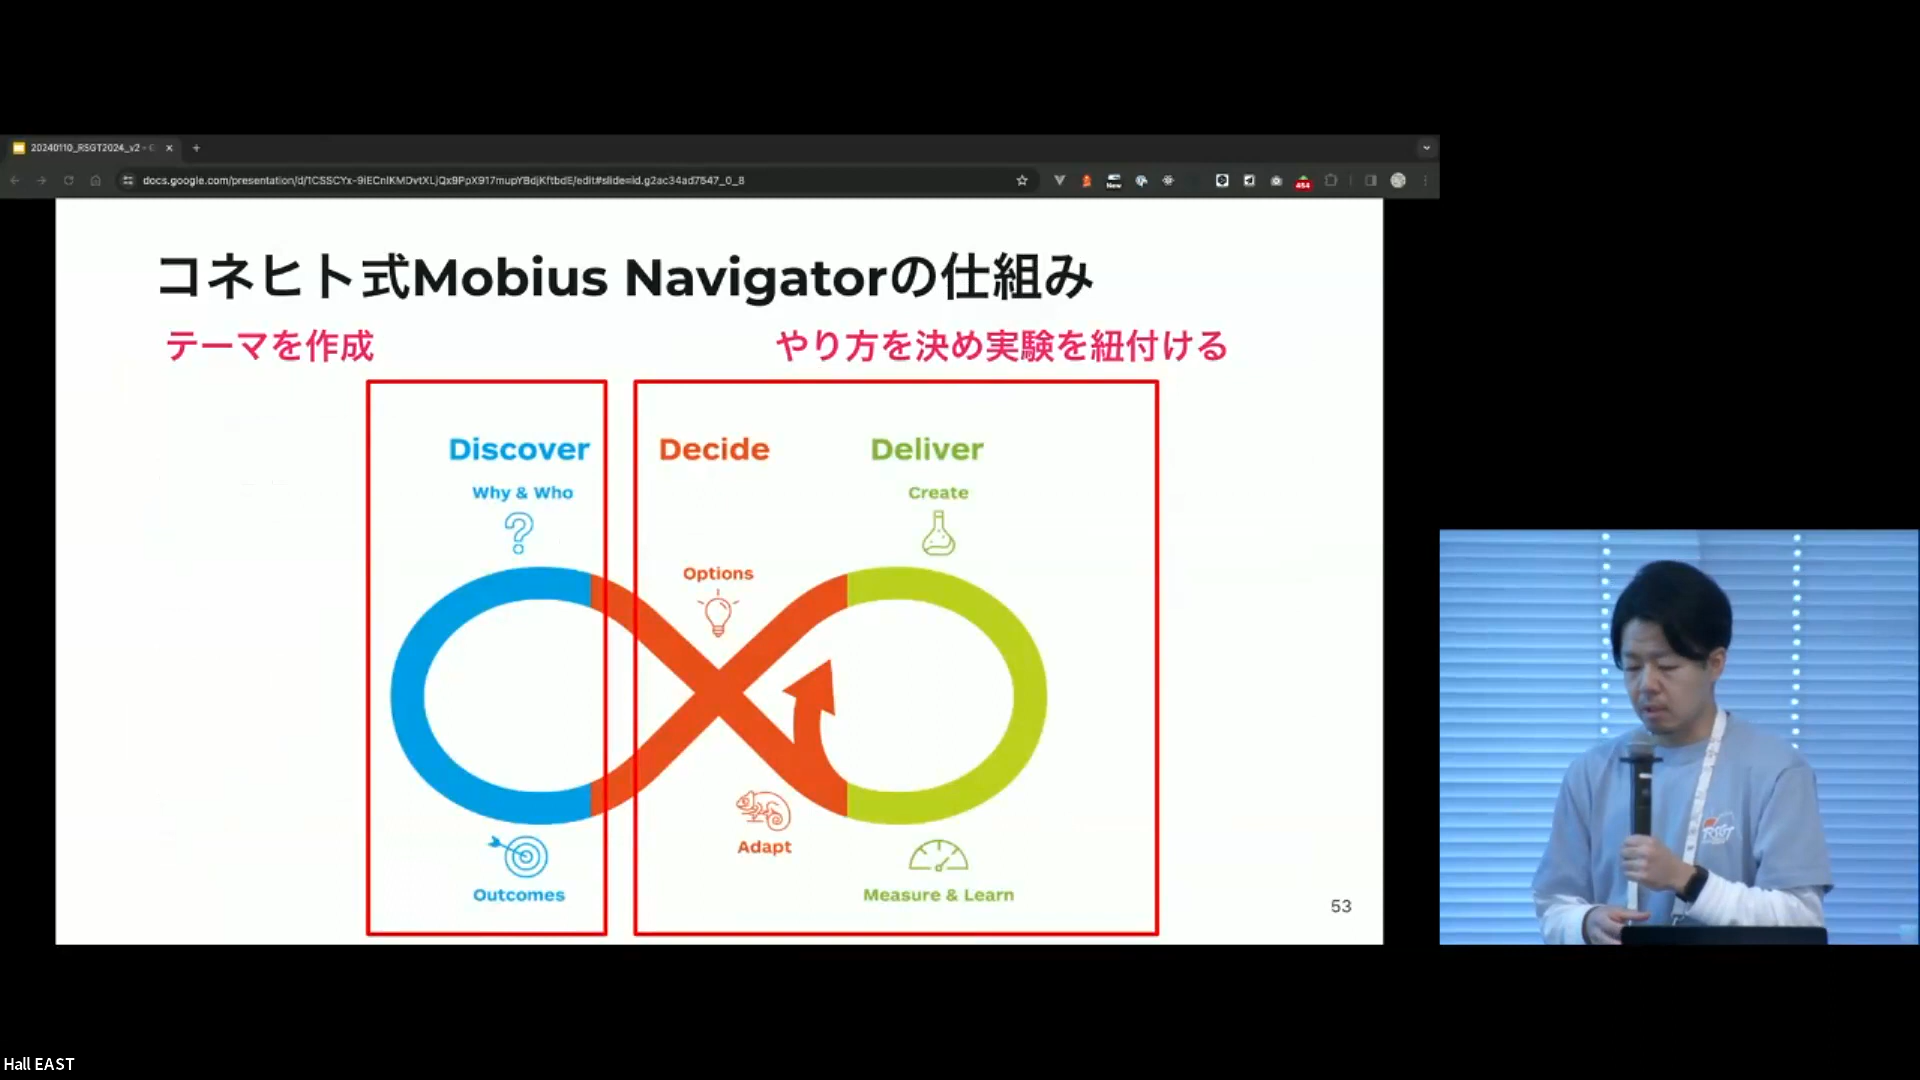 20240110_RSGT2024_v2 - G
docs.google.com/presentation/d/1CSSCYx-9iECnIKMDvtXLjQx9PpX917mupYBdjKftbdE/edit#slide=id.g2ac34ad7547_0_8
New
454
コネヒト式Mobius Navigatorの仕組み
テーマを作成
やり方を決め実験を紐付ける
Discover
Decide
Deliver
Why & Who
Create
Options
Adapt
Outcomes
Measure & Learn
53
RSGT
Hall EAST